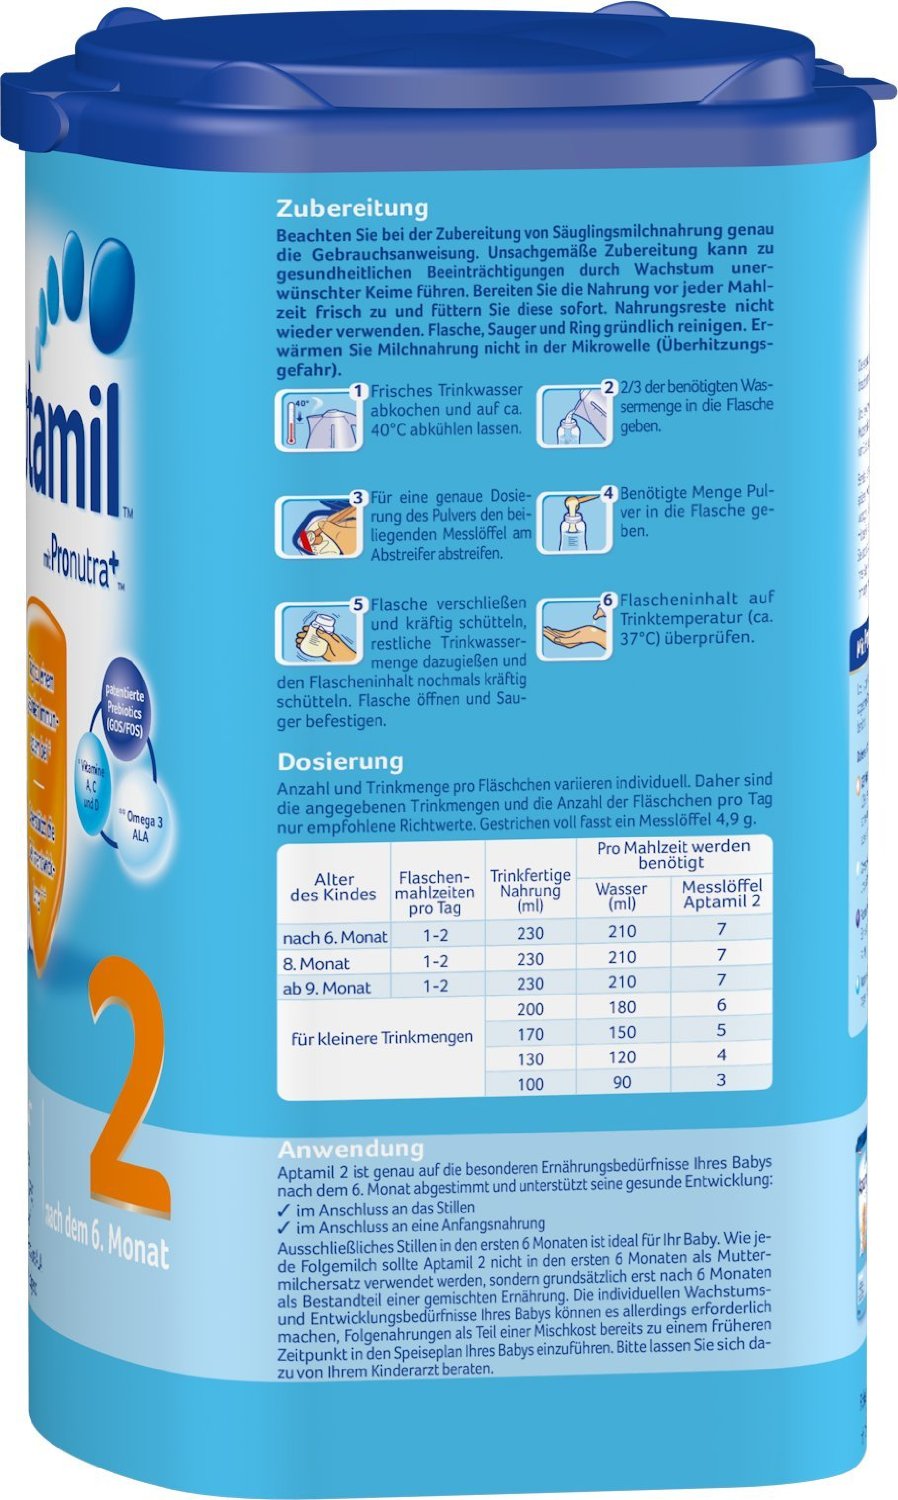 Zubereitung
Beachten Sie bei der Zubereitung von Säuglingsmilchnahrung genau
die Gebrauchsanweisung. Unsachgemäße Zubereitung kann zu
gesundheitlichen Beeinträchtigungen durch Wachstum uner-
wünschter Keime führen. Bereiten Sie die Nahrung vor jeder Mahl-
zeit frisch zu und füttern Sie diese sofort. Nahrungsreste nicht
wieder verwenden. Flasche, Sauger und Ring gründlich reinigen. Er-
wärmen Sie Milchnahrung nicht in der Mikrowelle (Überhitzungs-
gefahr).
40°
1 Frisches Trinkwasser
abkochen und auf ca.
40°C abkühlen lassen.
2 2/3 der benötigten Was-
sermenge in die Flasche
geben.
3 Für eine genaue Dosie-
rung des Pulvers den bei-
liegenden Messlöffel am
Abstreifer abstreifen.
4 Benötigte Menge Pul-
ver in die Flasche ge-
ben.
5 Flasche verschließen
und kräftig schütteln,
restliche Trinkwasser-
menge dazugießen und
den Flascheninhalt nochmals kräftig
schütteln. Flasche öffnen und Sau-
ger befestigen.
6 Flascheninhalt auf
Trinktemperatur (ca.
37°C) überprüfen.
Dosierung
Anzahl und Trinkmenge pro Fläschchen variieren individuell. Daher sind
die angegebenen Trinkmengen und die Anzahl der Fläschchen pro Tag
nur empfohlene Richtwerte. Gestrichen voll fasst ein Messlöffel 4,9 g.
Alter
des Kindes
Flaschen-
mahlzeiten
pro Tag
Trinkfertige
Nahrung
(ml)
Pro Mahlzeit werden
benötigt
Wasser
(ml)
Messlöffel
Aptamil 2
nach 6. Monat 1-2 230 210 7
8. Monat 1-2 230 210 7
ab 9. Monat 1-2 230 210 7
für kleinere Trinkmengen
200 180 6
170 150 5
130 120 4
100 90 3
Anwendung
Aptamil 2 ist genau auf die besonderen Ernährungsbedürfnisse Ihres Babys
nach dem 6. Monat abgestimmt und unterstützt seine gesunde Entwicklung:
✓ im Anschluss an das Stillen
✓ im Anschluss an eine Anfangsnahrung
Ausschließliches Stillen in den ersten 6 Monaten ist ideal für Ihr Baby. Wie je-
de Folgemilch sollte Aptamil 2 nicht in den ersten 6 Monaten als Mutter-
milchersatz verwendet werden, sondern grundsätzlich erst nach 6 Monaten
als Bestandteil einer gemischten Ernährung. Die individuellen Wachstums-
und Entwicklungsbedürfnisse Ihres Babys können es allerdings erforderlich
machen, Folgenahrungen als Teil einer Mischkost bereits zu einem früheren
Zeitpunkt in den Speiseplan Ihres Babys einzuführen. Bitte lassen Sie sich da-
zu von Ihrem Kinderarzt beraten.
tamil™
mit Pronutra+™
patentierte
Prebiotics
(GOS/FOS)
*Vitamine
A, C
und D
**Omega 3
ALA
2
nach dem 6. Monat